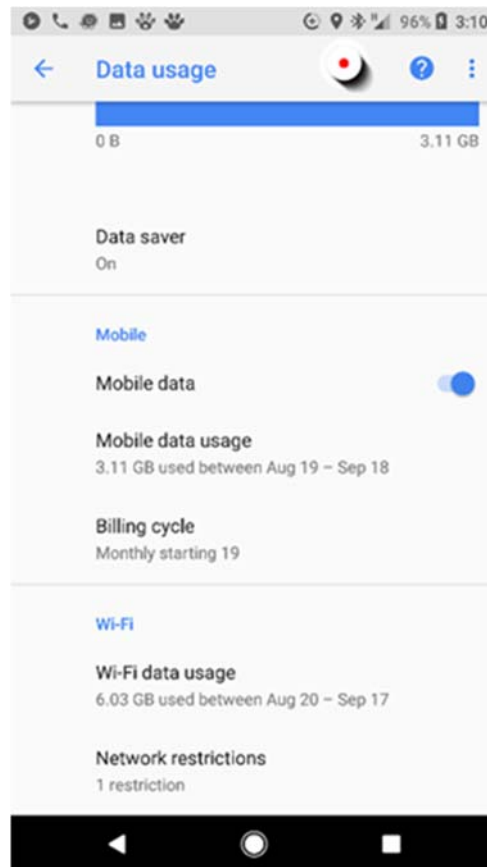 96% 3:10
Data usage
0 B 3.11 GB
Data saver
On
Mobile
Mobile data
Mobile data usage
3.11 GB used between Aug 19 – Sep 18
Billing cycle
Monthly starting 19
Wi-Fi
Wi-Fi data usage
6.03 GB used between Aug 20 – Sep 17
Network restrictions
1 restriction